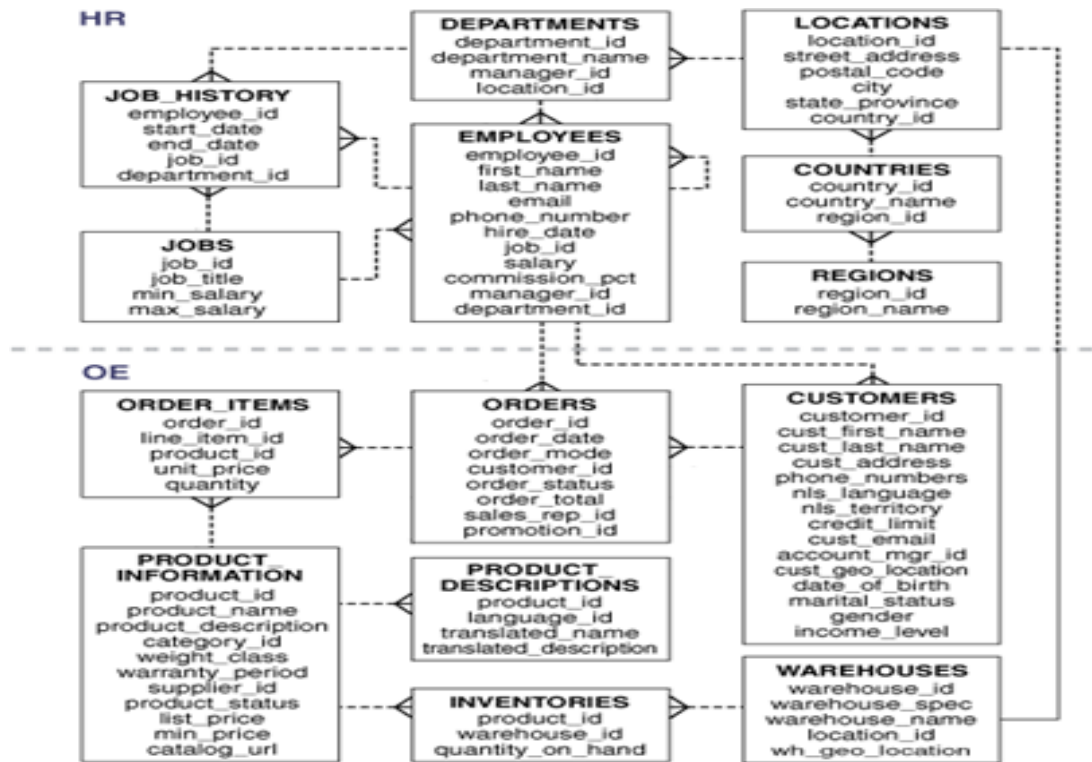 HR
DEPARTMENTS
department_id
department_name
manager_id
location_id
LOCATIONS
location_id
street_address
postal_code
city
state_province
country_id
JOB_HISTORY
employee_id
start_date
end_date
job_id
department_id
EMPLOYEES
employee_id
first_name
last_name
email
phone_number
hire_date
job_id
salary
commission_pct
manager_id
department_id
COUNTRIES
country_id
country_name
region_id
JOBS
job_id
job_title
min_salary
max_salary
REGIONS
region_id
region_name
OE
ORDER_ITEMS
order_id
line_item_id
product_id
unit_price
quantity
ORDERS
order_id
order_date
order_mode
customer_id
order_status
order_total
sales_rep_id
promotion_id
CUSTOMERS
customer_id
cust_first_name
cust_last_name
cust_address
phone_numbers
nls_language
nls_territory
credit_limit
cust_email
account_mgr_id
cust_geo_location
date_of_birth
marital_status
gender
income_level
PRODUCT_
INFORMATION
product_id
product_name
product_description
category_id
weight_class
warranty_period
supplier_id
product_status
list_price
min_price
catalog_url
PRODUCT_
DESCRIPTIONS
product_id
language_id
translated_name
translated_description
INVENTORIES
product_id
warehouse_id
quantity_on_hand
WAREHOUSES
warehouse_id
warehouse_spec
warehouse_name
location_id
wh_geo_location